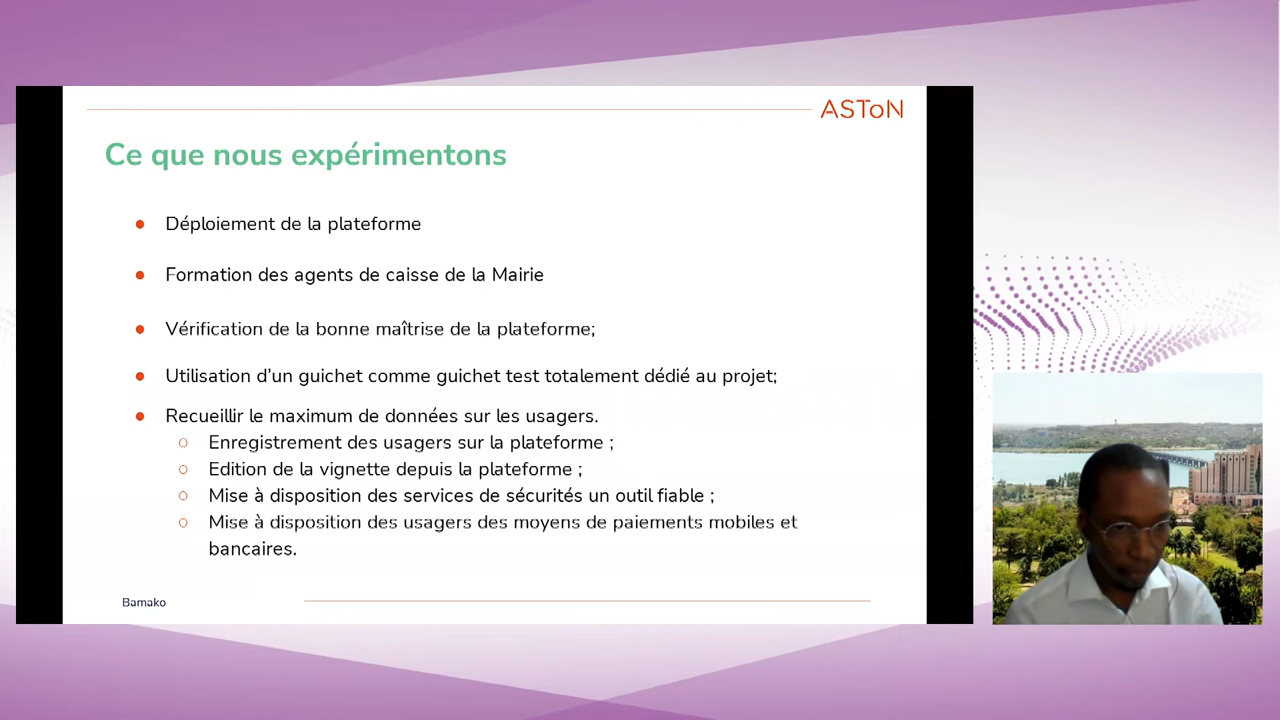 ASToN
Ce que nous expérimentons
● Déploiement de la plateforme
● Formation des agents de caisse de la Mairie
● Vérification de la bonne maîtrise de la plateforme;
● Utilisation d’un guichet comme guichet test totalement dédié au projet;
● Recueillir le maximum de données sur les usagers.
○ Enregistrement des usagers sur la plateforme ;
○ Edition de la vignette depuis la plateforme ;
○ Mise à disposition des services de sécurités un outil fiable ;
○ Mise à disposition des usagers des moyens de paiements mobiles et
bancaires.
Bamako